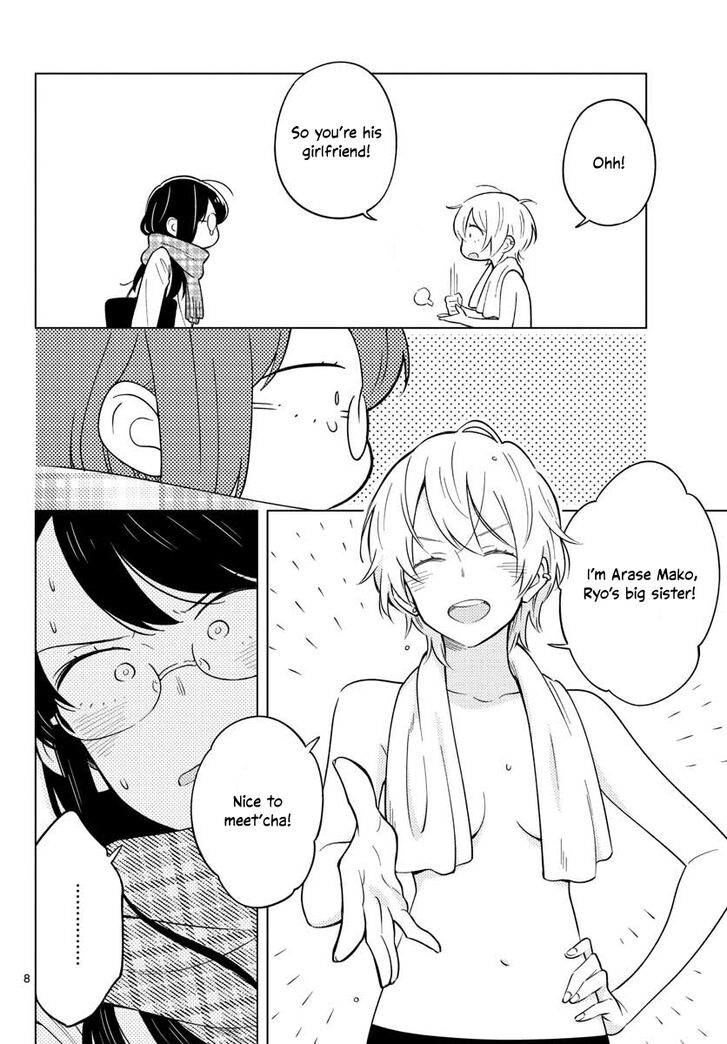 Ohh!
So you're his
girlfriend!
I'm Arase Mako,
Ryo's big sister!
Nice to
meet'cha!
.........
8